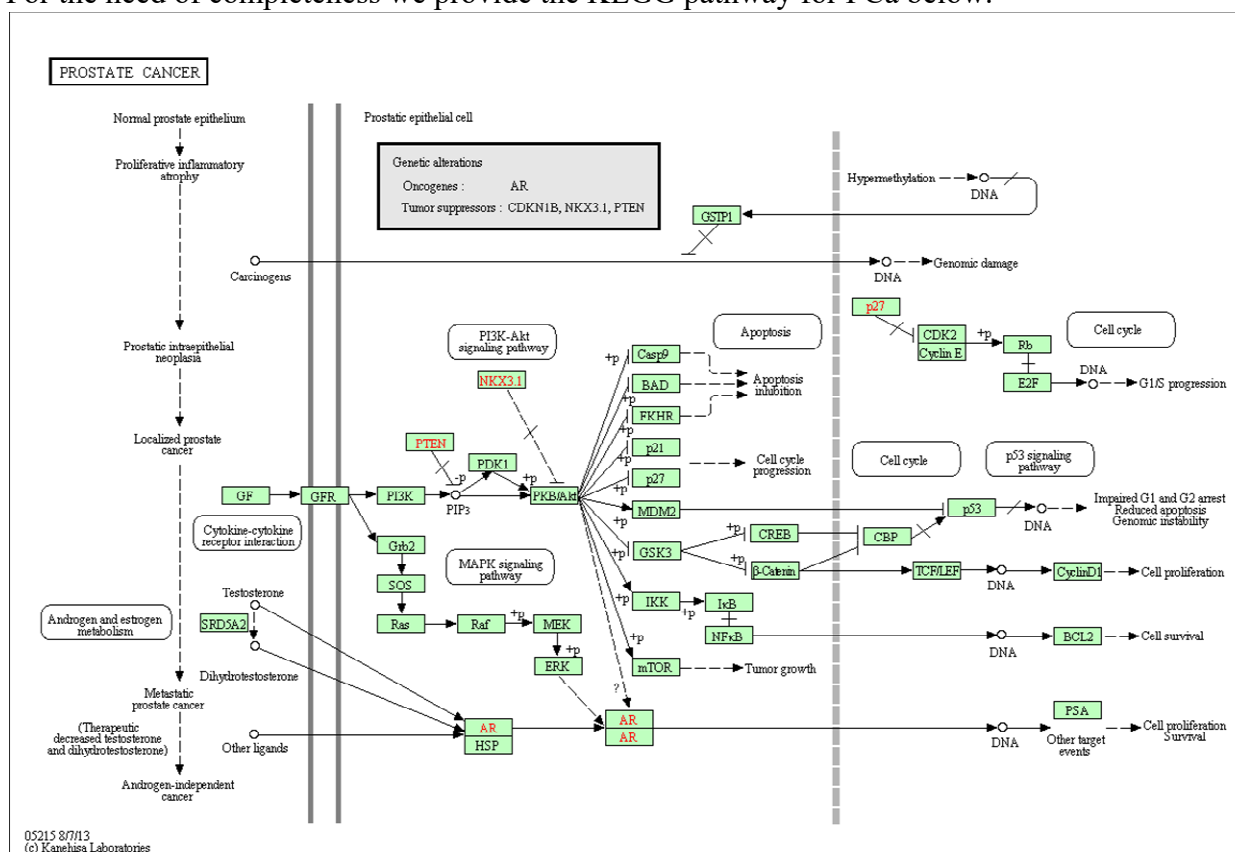 For the need of completeness we provide the KEGG pathway for PCa below.
PROSTATE CANCER
Normal prostate epithelium
Proliferative inflammatory
atrophy
Prostatic intraepithelial
neoplasia
Localized prostate
cancer
Metastatic
prostate cancer
(Therapeutic
decreased testosterone
and dihydrotestosterone)
Androgen-independent
cancer
Prostatic epithelial cell
Genetic alterations
Oncogenes : AR
Tumor suppressors : CDKN1B, NKX3.1, PTEN
Hypermethylation
DNA
GSTP1
Carcinogens
DNA
Genomic damage
p27
CDK2
Cyclin E
+p
Rb
E2F
Cell cycle
DNA
G1/S progression
PI3K-Akt
signaling pathway
Apoptosis
NKX3.1
PTEN
PDK1
-p
+p
GF
GFR
PI3K
PIP3
PKB/Akt
+p
Casp9
BAD
+p
FKHR
+p
p21
+p
p27
+p
MDM2
+p
GSK3
+p
IKK
+p
mTOR
Apoptosis
inhibition
Cell cycle
progression
Cell cycle
p53 signaling
pathway
p53
DNA
Impaired G1 and G2 arrest
Reduced apoptosis
Genomic instability
+p
CREB
CBP
+p
β-Catenin
TCF/LEF
DNA
CyclinD1
Cell proliferation
+p
IκB
NFκB
DNA
BCL2
Cell survival
Tumor growth
Cytokine-cytokine
receptor interaction
Grb2
SOS
Ras
Raf
+p
MEK
+p
ERK
MAPK signaling
pathway
Androgen and estrogen
metabolism
Testosterone
SRD5A2
Dihydrotestosterone
Other ligands
AR
HSP
?
AR
AR
DNA
PSA
Other target
events
Cell proliferation
Survival
05215 8/7/13
(c) Kanehisa Laboratories